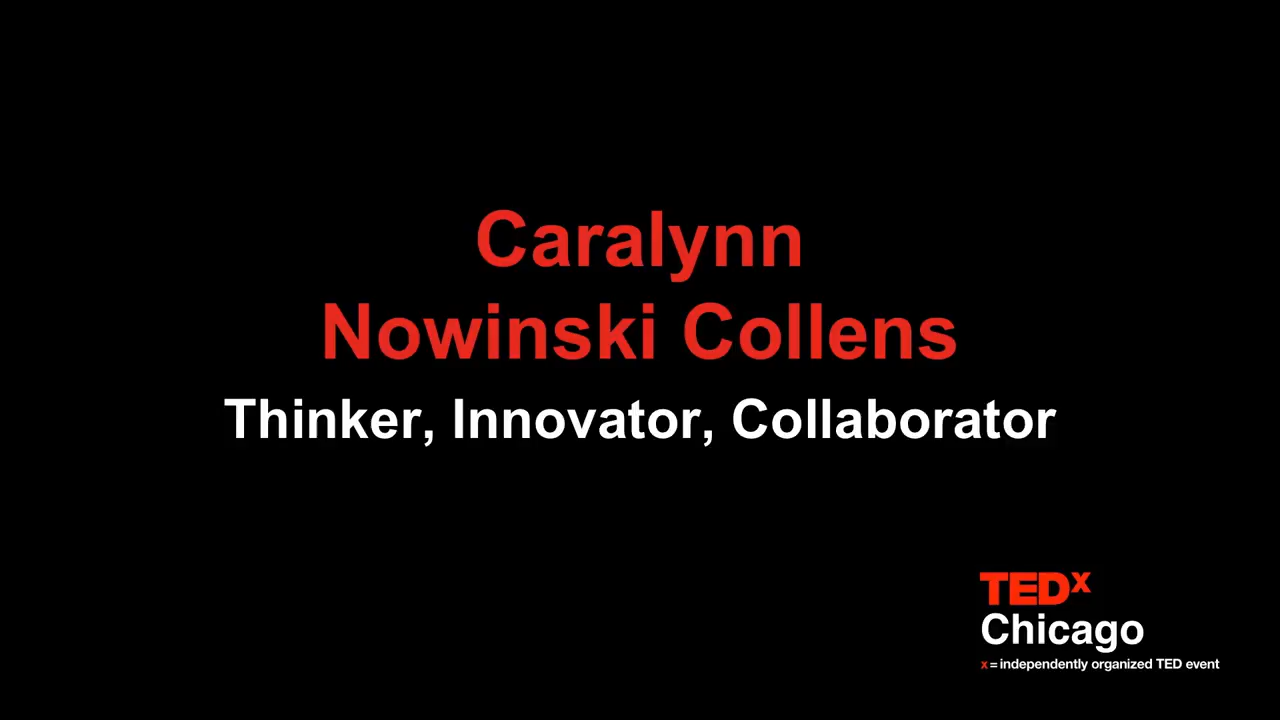 Caralynn
Nowinski Collens
Thinker, Innovator, Collaborator
TEDx
Chicago
x = independently organized TED event